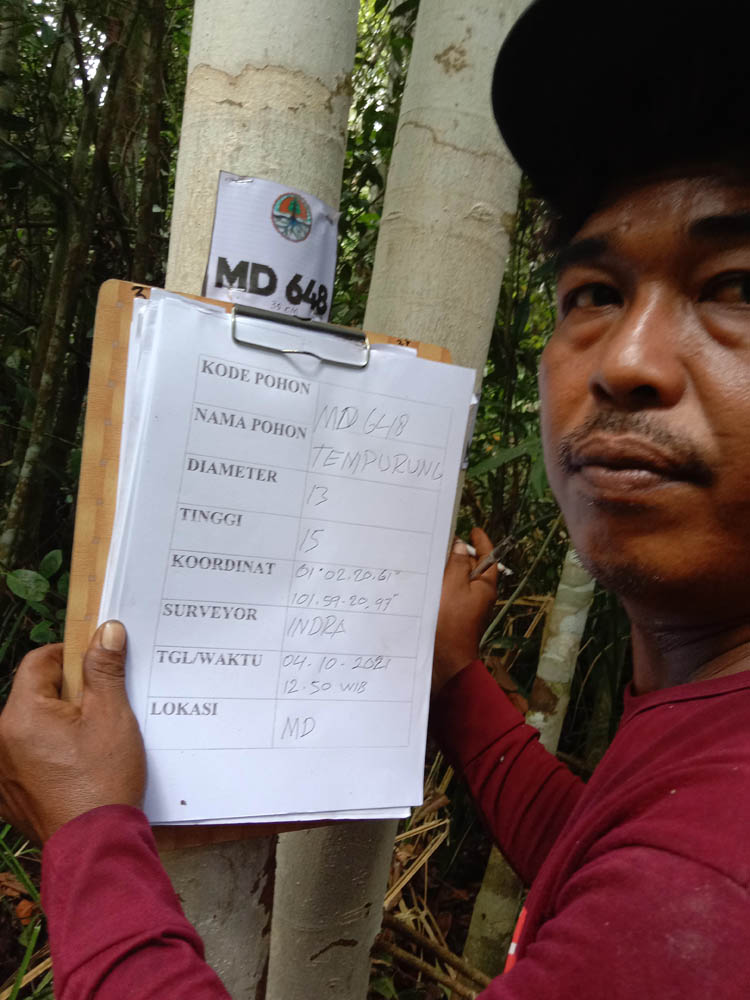 MD 648
35 cm
KODE POHON MD 648
NAMA POHON TEMPURUNG
DIAMETER 13
TINGGI 15
KOORDINAT 01°02.20.61"
101.59-20,97"
SURVEYOR INDRA
TGL/WAKTU 04-10-2021
12.50 WIB
LOKASI MD